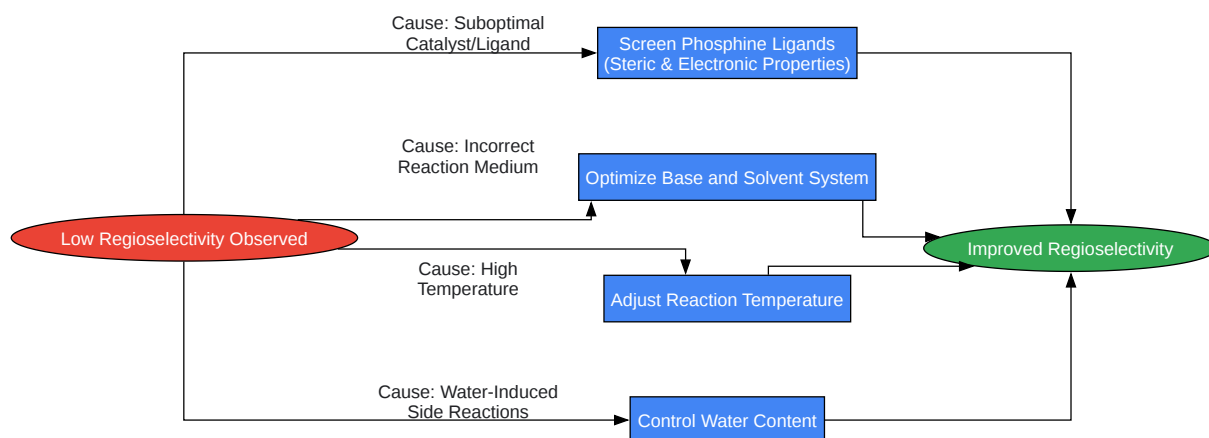 Cause: Suboptimal
Catalyst/Ligand
Screen Phosphine Ligands
(Steric & Electronic Properties)
Cause: Incorrect
Reaction Medium
Optimize Base and Solvent System
Low Regioselectivity Observed
Improved Regioselectivity
Cause: High
Temperature
Adjust Reaction Temperature
Cause: Water-Induced
Side Reactions
Control Water Content